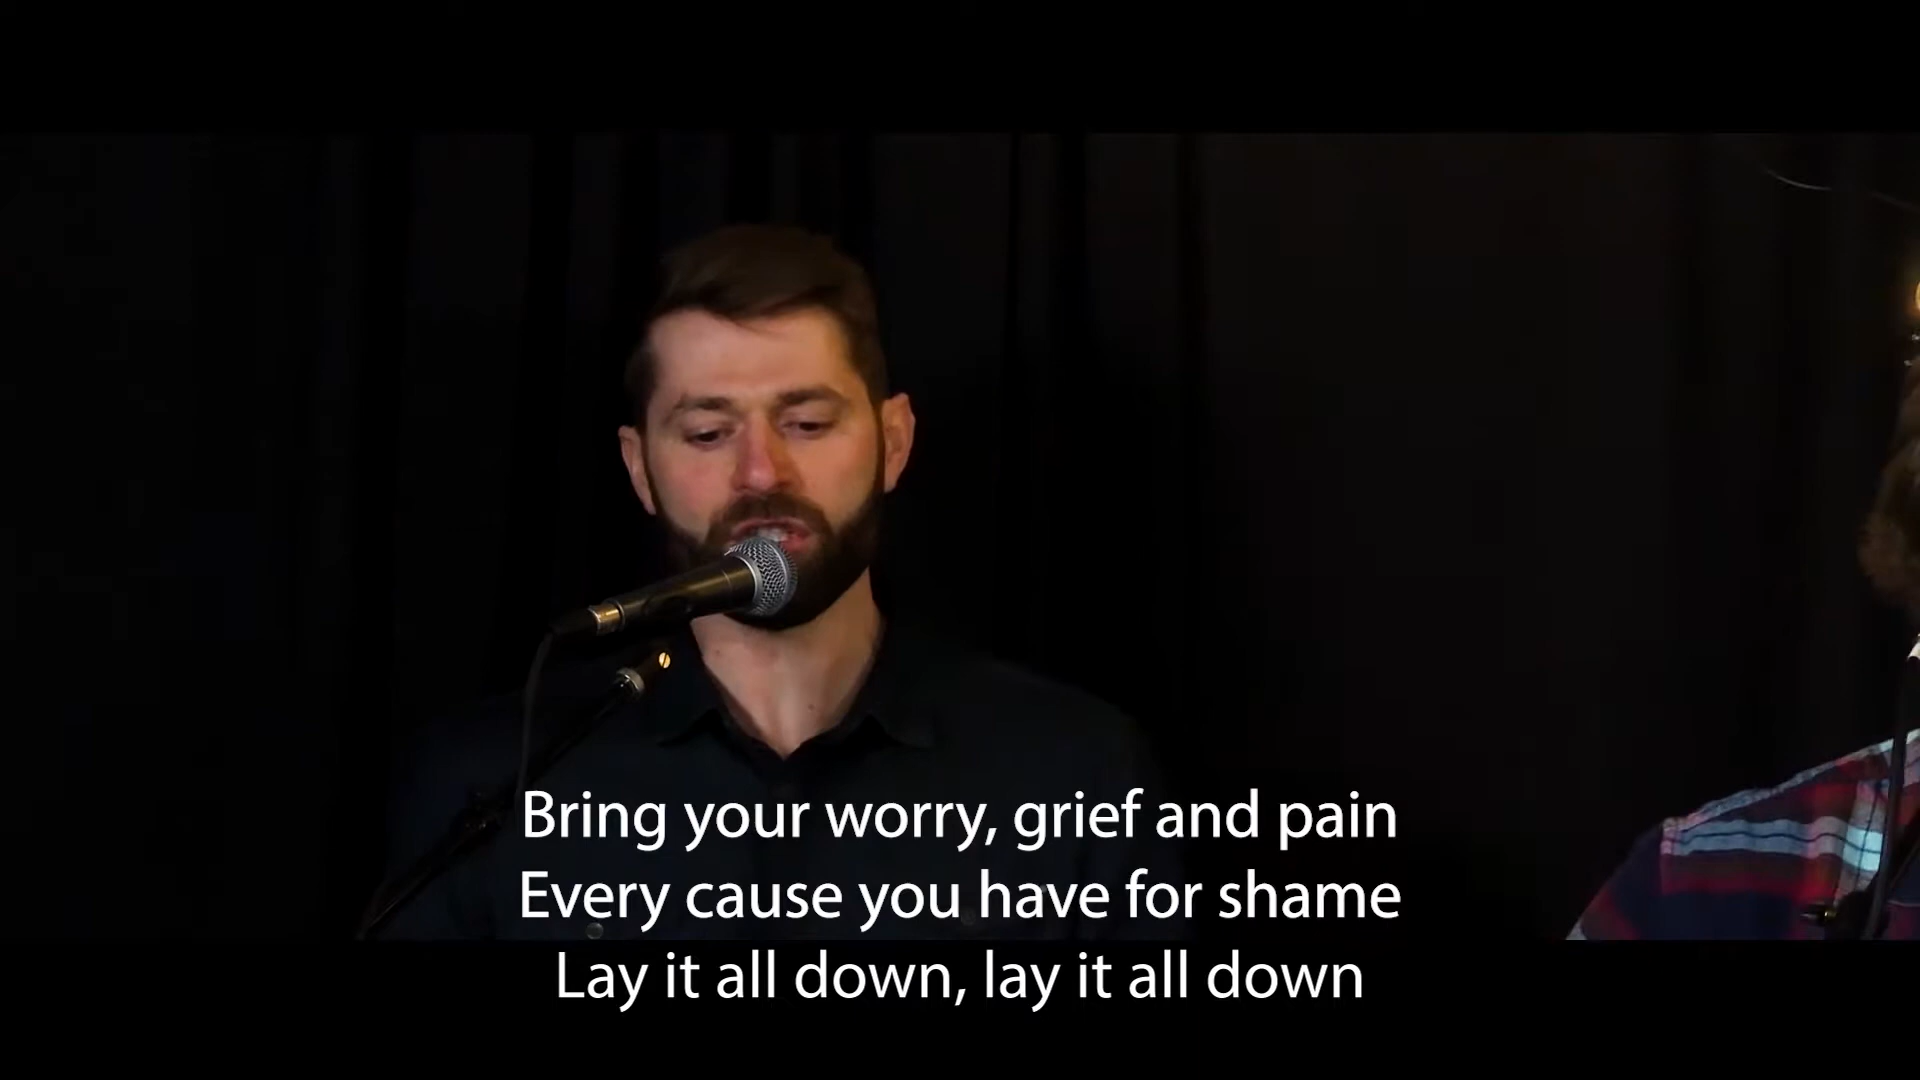 Bring your worry, grief and pain
Every cause you have for shame
Lay it all down, lay it all down